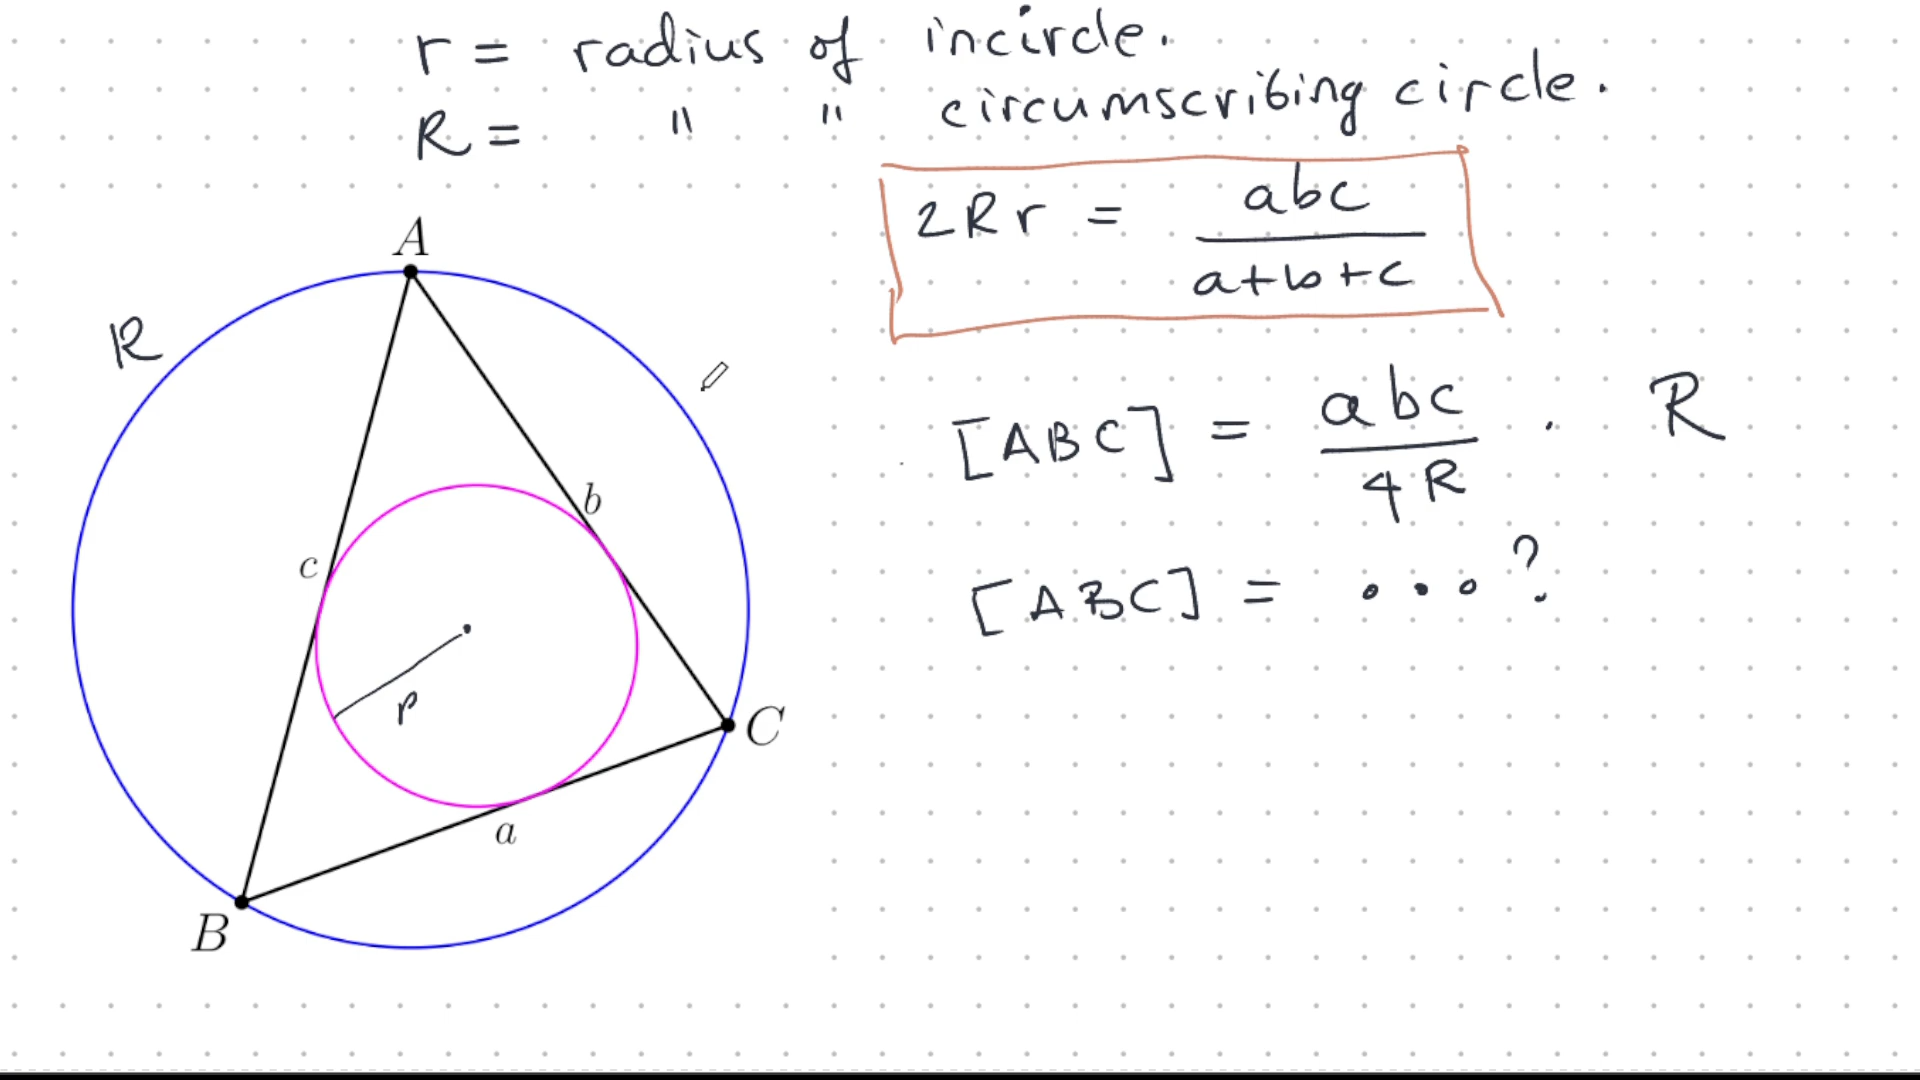 r = radius of incircle.
R = " " circumscribing circle.
2Rr = abc / a+b+c
[ABC] = abc / 4R . R
[ABC] = ...?
A
R
b
c
r
C
a
B